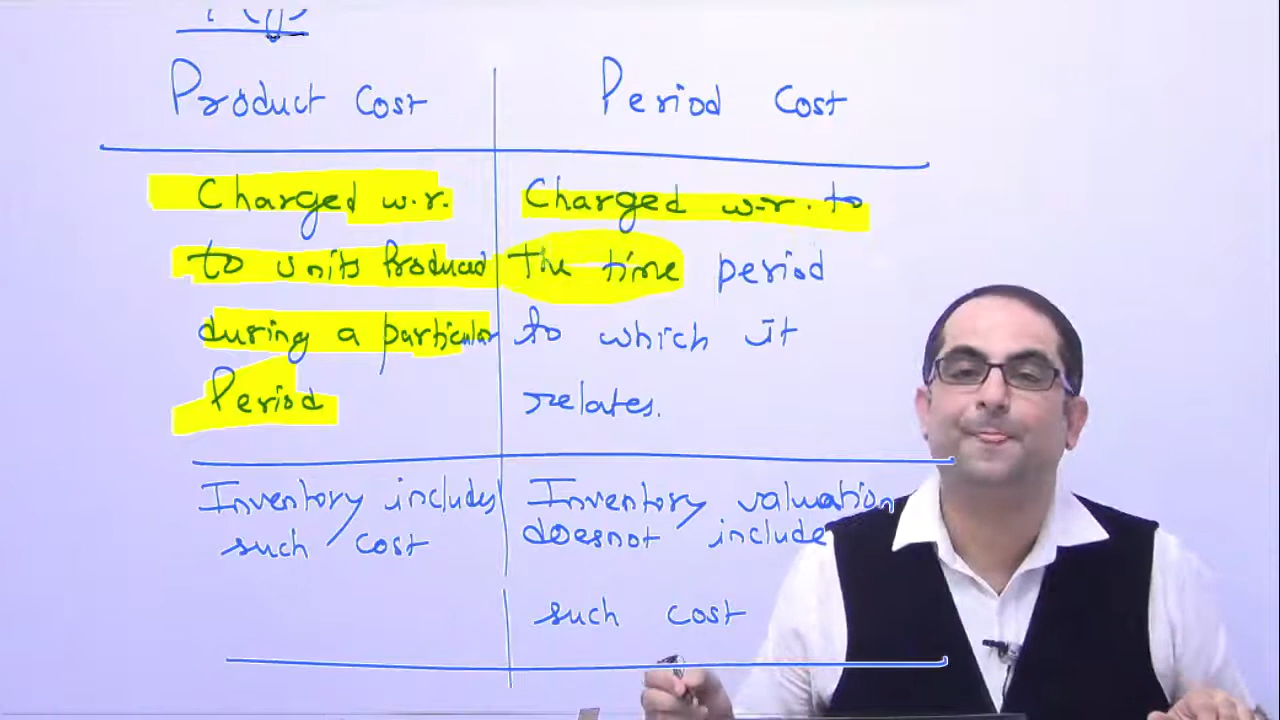 Product Cost
Period Cost
Charged w.r.
to units Produced
during a particular
Period
Charged w.r. to
the time period
to which it
relates.
Inventory includes
such cost
Inventory valuation
doesnot include
such cost